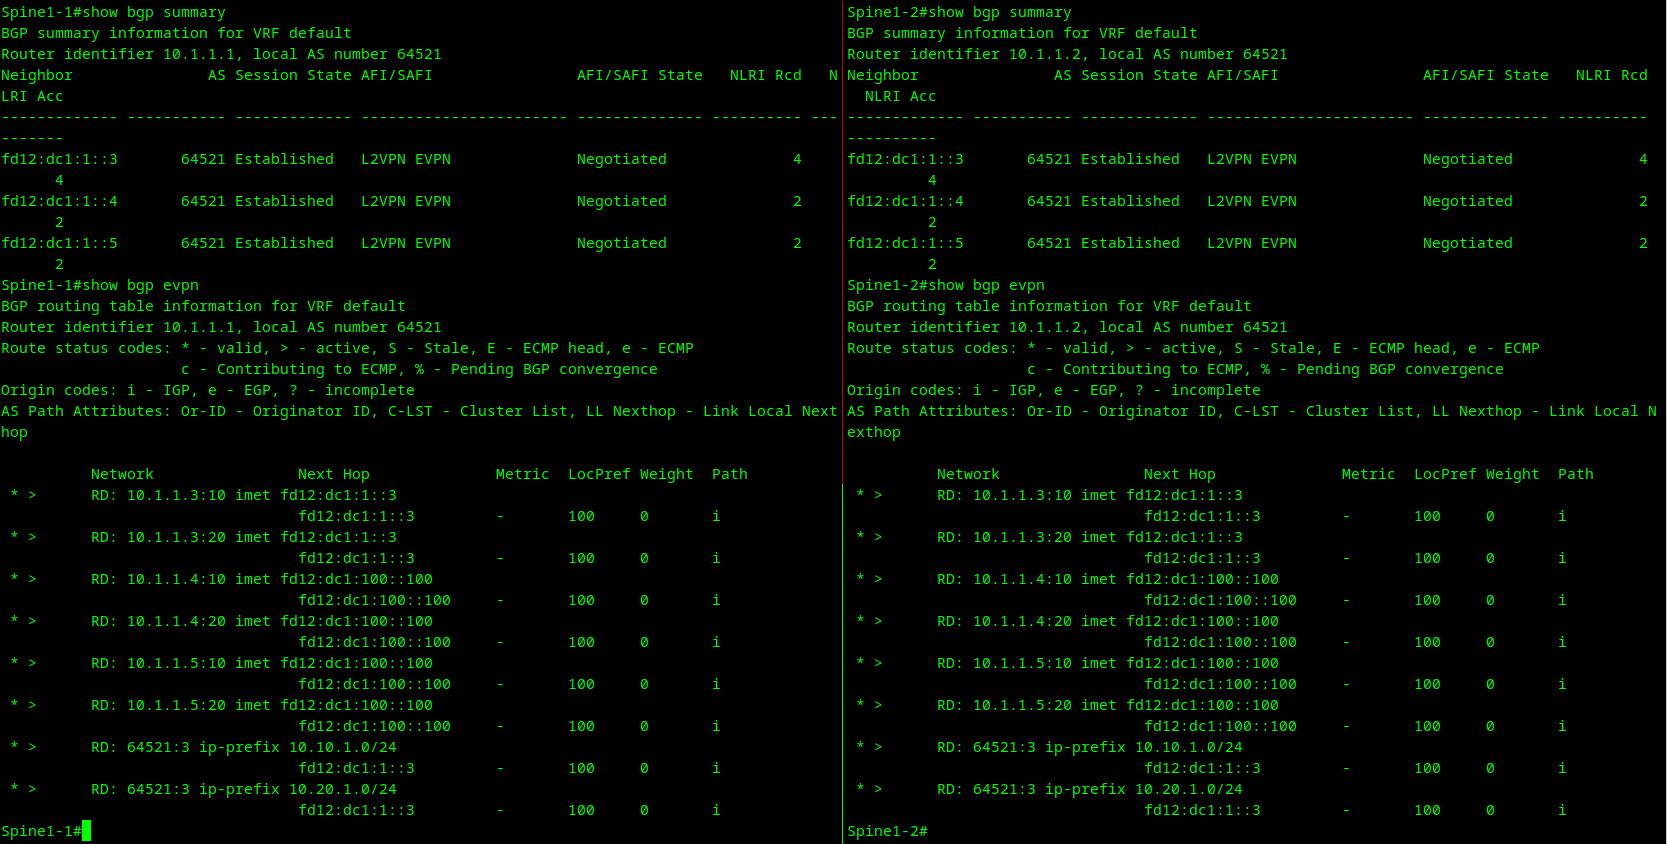 Spine1-1#show bgp summary
BGP summary information for VRF default
Router identifier 10.1.1.1, local AS number 64521
Neighbor               AS Session State AFI/SAFI                AFI/SAFI State   NLRI Rcd   N
LRI Acc
------------- ----------- ------------- ----------------------- -------------- ---------- ---
-------
fd12:dc1:1::3       64521 Established   L2VPN EVPN              Negotiated              4
      4
fd12:dc1:1::4       64521 Established   L2VPN EVPN              Negotiated              2
      2
fd12:dc1:1::5       64521 Established   L2VPN EVPN              Negotiated              2
      2
Spine1-1#show bgp evpn
BGP routing table information for VRF default
Router identifier 10.1.1.1, local AS number 64521
Route status codes: * - valid, > - active, S - Stale, E - ECMP head, e - ECMP
                    c - Contributing to ECMP, % - Pending BGP convergence
Origin codes: i - IGP, e - EGP, ? - incomplete
AS Path Attributes: Or-ID - Originator ID, C-LST - Cluster List, LL Nexthop - Link Local Next
hop
          Network                Next Hop              Metric  LocPref Weight  Path
 * >      RD: 10.1.1.3:10 imet fd12:dc1:1::3
                                 fd12:dc1:1::3         -       100     0       i
 * >      RD: 10.1.1.3:20 imet fd12:dc1:1::3
                                 fd12:dc1:1::3         -       100     0       i
 * >      RD: 10.1.1.4:10 imet fd12:dc1:100::100
                                 fd12:dc1:100::100     -       100     0       i
 * >      RD: 10.1.1.4:20 imet fd12:dc1:100::100
                                 fd12:dc1:100::100     -       100     0       i
 * >      RD: 10.1.1.5:10 imet fd12:dc1:100::100
                                 fd12:dc1:100::100     -       100     0       i
 * >      RD: 10.1.1.5:20 imet fd12:dc1:100::100
                                 fd12:dc1:100::100     -       100     0       i
 * >      RD: 64521:3 ip-prefix 10.10.1.0/24
                                 fd12:dc1:1::3         -       100     0       i
 * >      RD: 64521:3 ip-prefix 10.20.1.0/24
                                 fd12:dc1:1::3         -       100     0       i
Spine1-1#
Spine1-2#show bgp summary
BGP summary information for VRF default
Router identifier 10.1.1.2, local AS number 64521
Neighbor               AS Session State AFI/SAFI                AFI/SAFI State   NLRI Rcd
  NLRI Acc
------------- ----------- ------------- ----------------------- -------------- ----------
----------
fd12:dc1:1::3       64521 Established   L2VPN EVPN              Negotiated              4
         4
fd12:dc1:1::4       64521 Established   L2VPN EVPN              Negotiated              2
         2
fd12:dc1:1::5       64521 Established   L2VPN EVPN              Negotiated              2
         2
Spine1-2#show bgp evpn
BGP routing table information for VRF default
Router identifier 10.1.1.2, local AS number 64521
Route status codes: * - valid, > - active, S - Stale, E - ECMP head, e - ECMP
                    c - Contributing to ECMP, % - Pending BGP convergence
Origin codes: i - IGP, e - EGP, ? - incomplete
AS Path Attributes: Or-ID - Originator ID, C-LST - Cluster List, LL Nexthop - Link Local N
exthop
          Network                Next Hop              Metric  LocPref Weight  Path
 * >      RD: 10.1.1.3:10 imet fd12:dc1:1::3
                                 fd12:dc1:1::3         -       100     0       i
 * >      RD: 10.1.1.3:20 imet fd12:dc1:1::3
                                 fd12:dc1:1::3         -       100     0       i
 * >      RD: 10.1.1.4:10 imet fd12:dc1:100::100
                                 fd12:dc1:100::100     -       100     0       i
 * >      RD: 10.1.1.4:20 imet fd12:dc1:100::100
                                 fd12:dc1:100::100     -       100     0       i
 * >      RD: 10.1.1.5:10 imet fd12:dc1:100::100
                                 fd12:dc1:100::100     -       100     0       i
 * >      RD: 10.1.1.5:20 imet fd12:dc1:100::100
                                 fd12:dc1:100::100     -       100     0       i
 * >      RD: 64521:3 ip-prefix 10.10.1.0/24
                                 fd12:dc1:1::3         -       100     0       i
 * >      RD: 64521:3 ip-prefix 10.20.1.0/24
                                 fd12:dc1:1::3         -       100     0       i
Spine1-2#